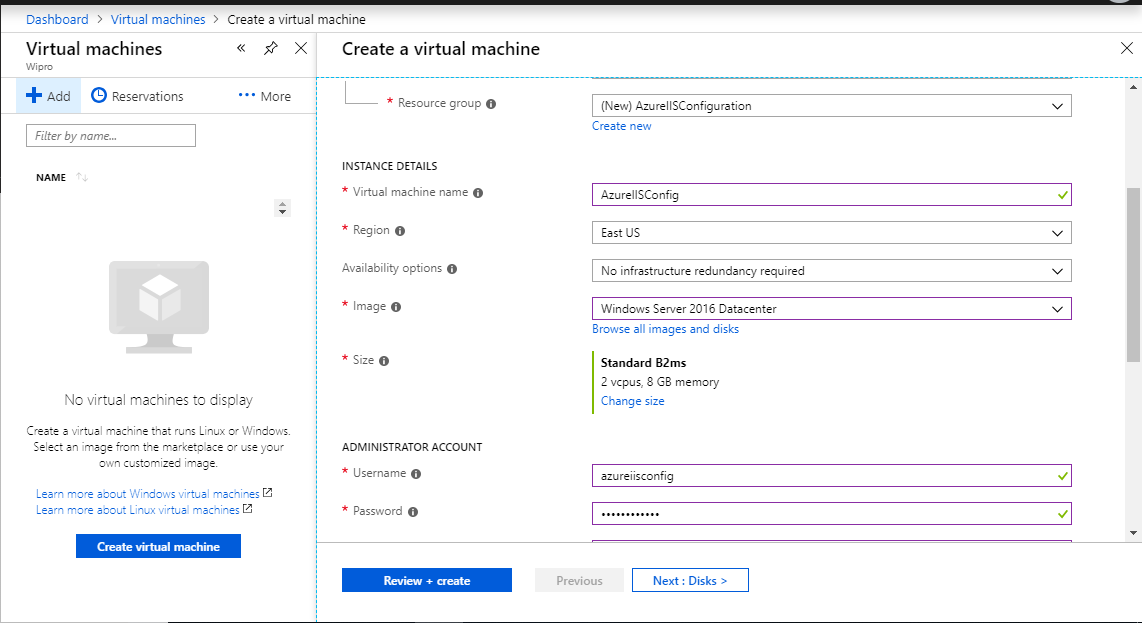 Dashboard > Virtual machines > Create a virtual machine
Virtual machines
Wipro
Add
Reservations
More
Filter by name...
NAME
No virtual machines to display
Create a virtual machine that runs Linux or Windows.
Select an image from the marketplace or use your
own customized image.
Learn more about Windows virtual machines
Learn more about Linux virtual machines
Create virtual machine
Create a virtual machine
* Resource group
(New) AzureIISConfiguration
Create new
INSTANCE DETAILS
* Virtual machine name
AzureIISConfig
* Region
East US
Availability options
No infrastructure redundancy required
* Image
Windows Server 2016 Datacenter
Browse all images and disks
* Size
Standard B2ms
2 vcpus, 8 GB memory
Change size
ADMINISTRATOR ACCOUNT
* Username
azureiisconfig
* Password
••••••••••••
Review + create
Previous
Next : Disks >